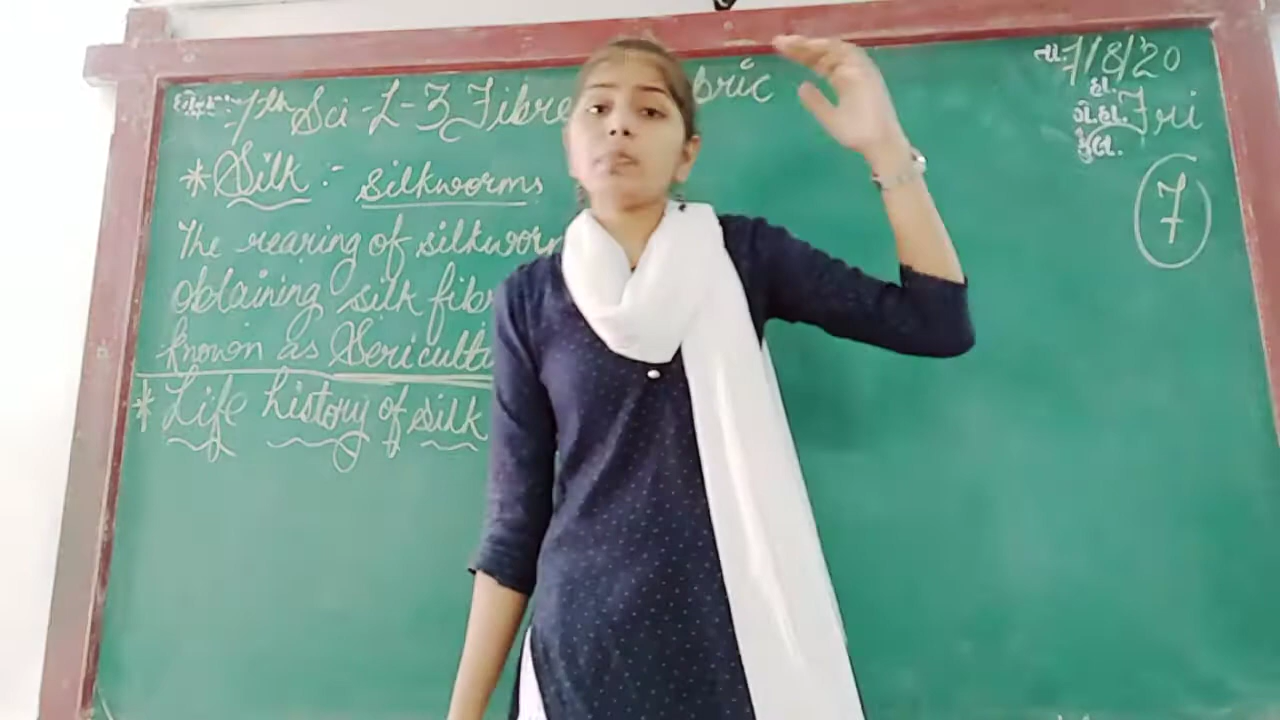 7th Sci - L-3 Fibre bric
* Silk :- silkworms
The rearing of silkworm
obtaining silk fibr
known as Sericultu
* Life history of silk
તા. 7/8/20
Fri
7